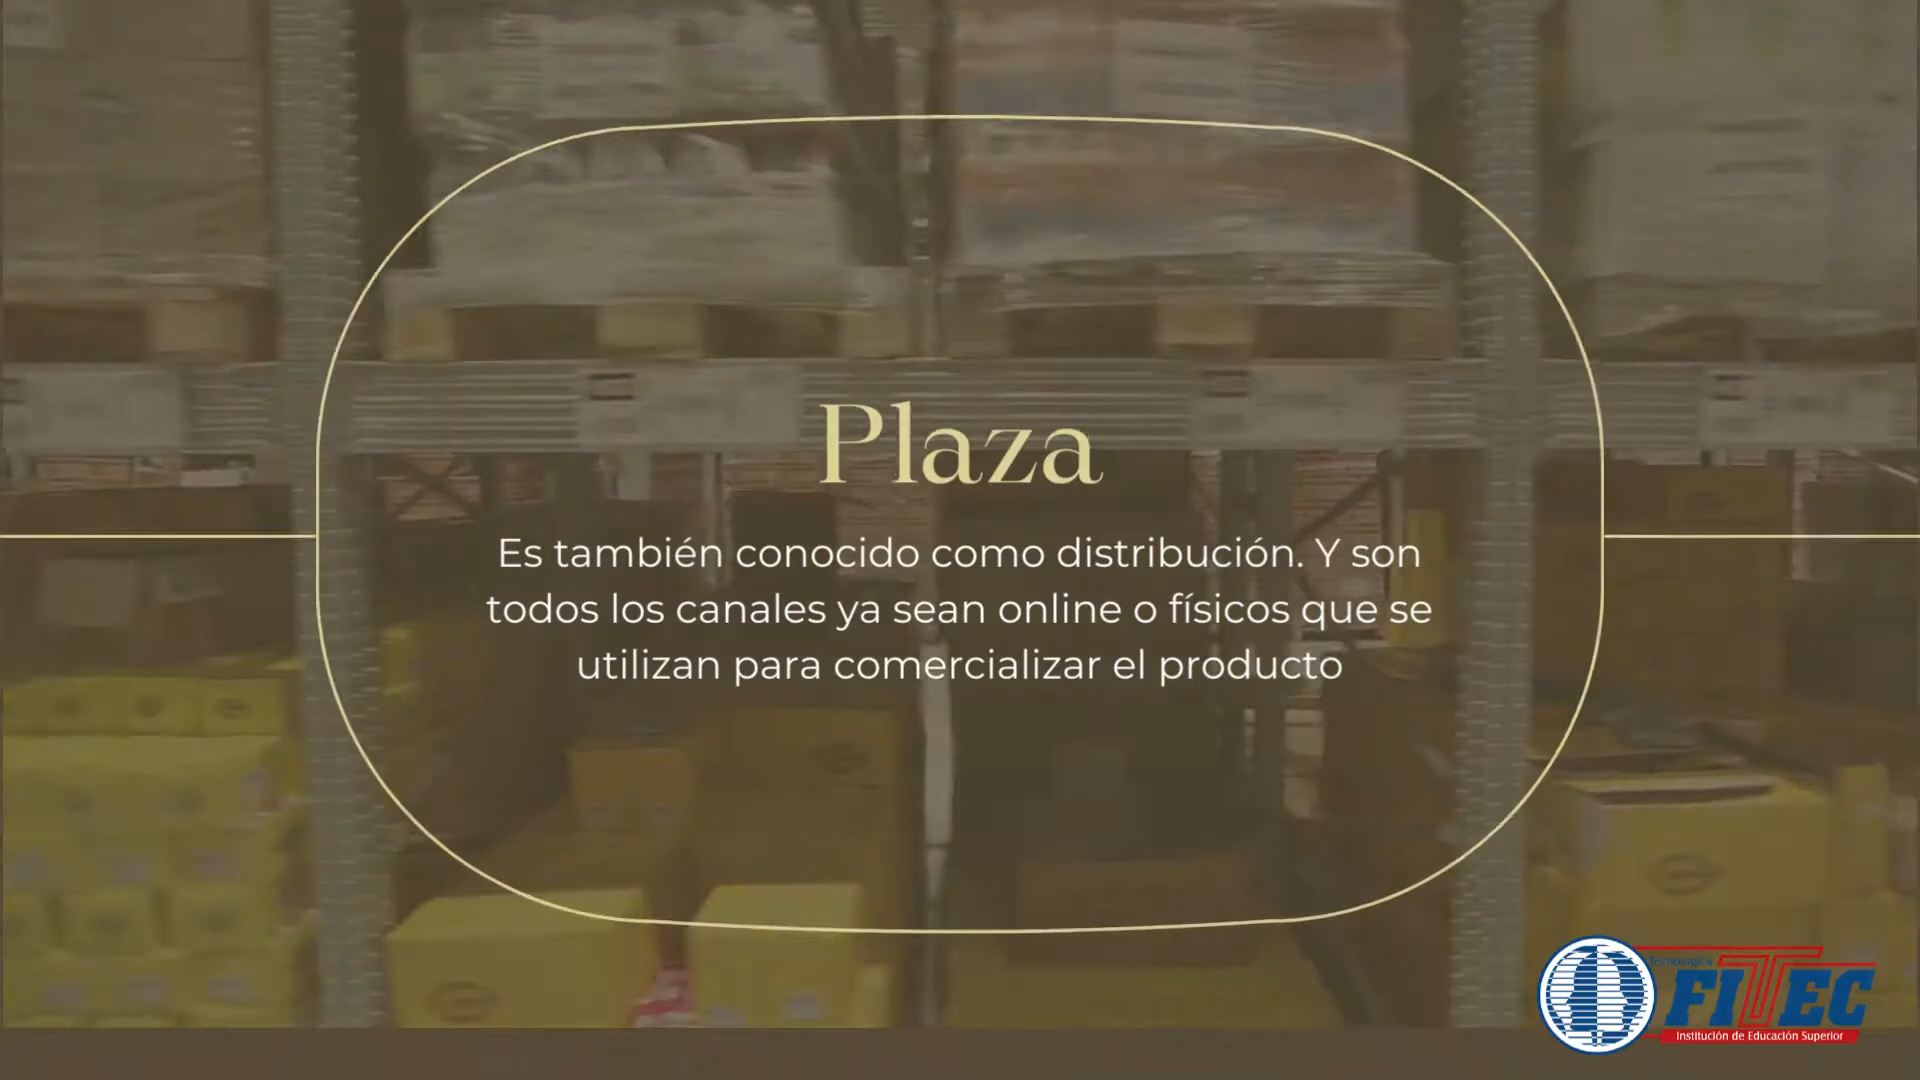 Plaza
Es también conocido como distribución. Y son
todos los canales ya sean online o físicos que se
utilizan para comercializar el producto
Tecnológica
FITEC
Institución de Educación Superior